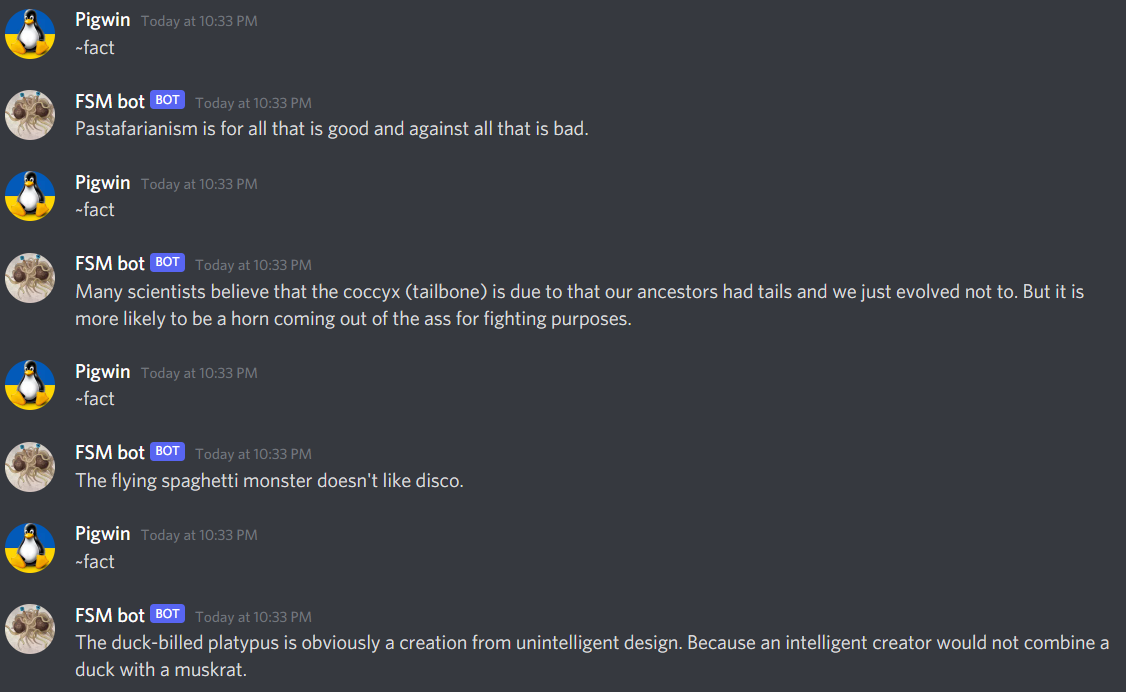 Pigwin Today at 10:33 PM
~fact
FSM bot BOT Today at 10:33 PM
Pastafarianism is for all that is good and against all that is bad.
Pigwin Today at 10:33 PM
~fact
FSM bot BOT Today at 10:33 PM
Many scientists believe that the coccyx (tailbone) is due to that our ancestors had tails and we just evolved not to. But it is
more likely to be a horn coming out of the ass for fighting purposes.
Pigwin Today at 10:33 PM
~fact
FSM bot BOT Today at 10:33 PM
The flying spaghetti monster doesn't like disco.
Pigwin Today at 10:33 PM
~fact
FSM bot BOT Today at 10:33 PM
The duck-billed platypus is obviously a creation from unintelligent design. Because an intelligent creator would not combine a
duck with a muskrat.